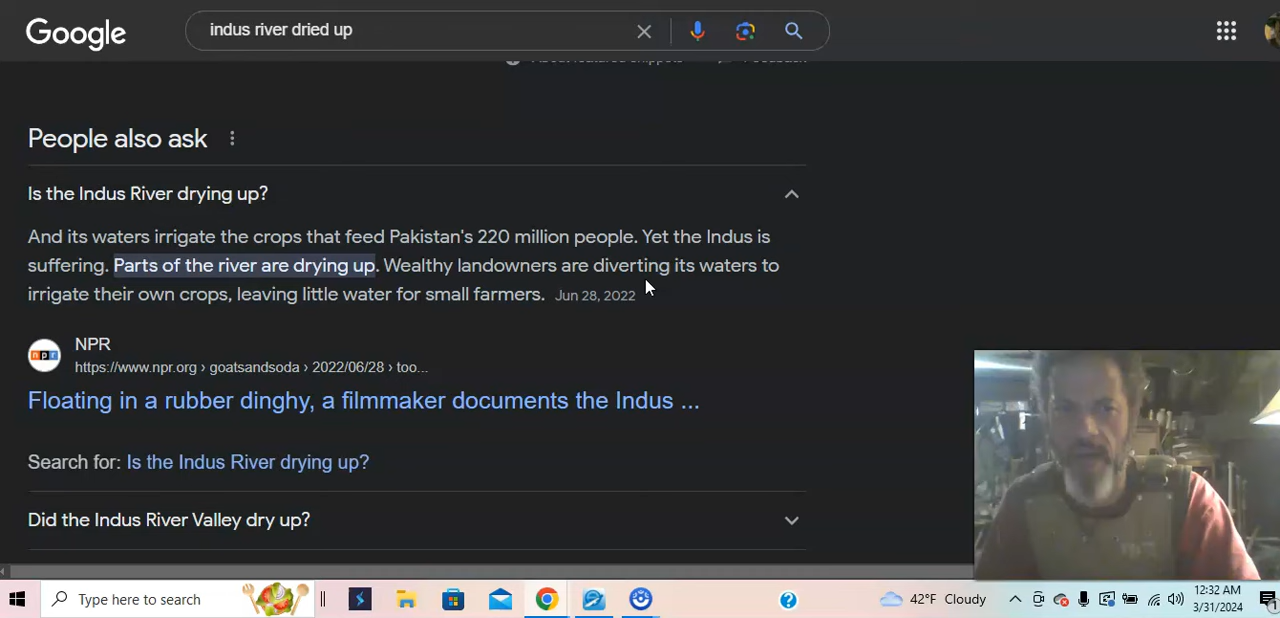 Google
indus river dried up
People also ask
Is the Indus River drying up?
And its waters irrigate the crops that feed Pakistan's 220 million people. Yet the Indus is
suffering. Parts of the river are drying up. Wealthy landowners are diverting its waters to
irrigate their own crops, leaving little water for small farmers. Jun 28, 2022
npr
NPR
https://www.npr.org › goatsandsoda › 2022/06/28 › too...
Floating in a rubber dinghy, a filmmaker documents the Indus ...
Search for: Is the Indus River drying up?
Did the Indus River Valley dry up?
Type here to search
42°F Cloudy
12:32 AM
3/31/2024